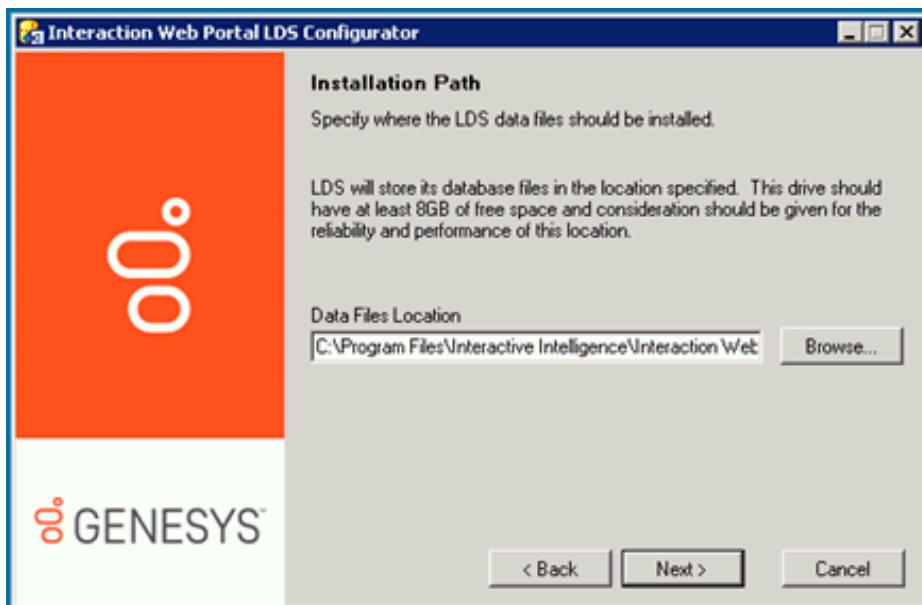 Interaction Web Portal LDS Configurator
Installation Path
Specify where the LDS data files should be installed.
LDS will store its database files in the location specified. This drive should
have at least 8GB of free space and consideration should be given for the
reliability and performance of this location.
Data Files Location
C:\Program Files\Interactive Intelligence\Interaction Web
Browse...
GENESYS™
< Back
Next >
Cancel